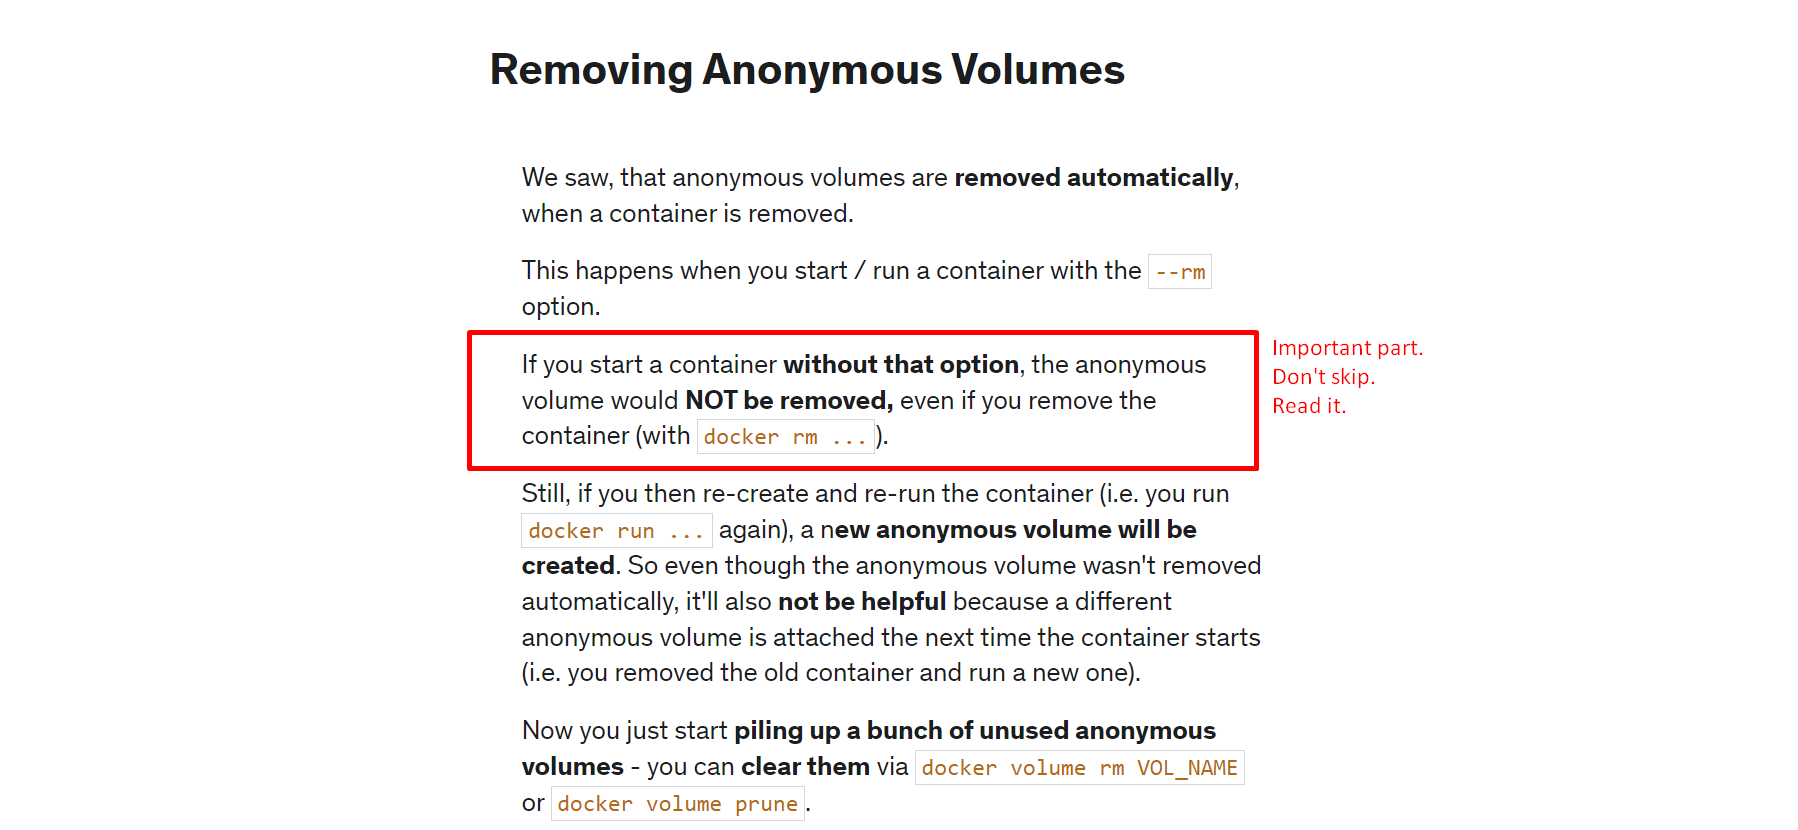 Removing Anonymous Volumes
We saw, that anonymous volumes are removed automatically,
when a container is removed.
This happens when you start / run a container with the --rm
option.
If you start a container without that option, the anonymous
volume would NOT be removed, even if you remove the
container (with docker rm ... ).
Important part.
Don't skip.
Read it.
Still, if you then re-create and re-run the container (i.e. you run
docker run ... again), a new anonymous volume will be
created. So even though the anonymous volume wasn't removed
automatically, it'll also not be helpful because a different
anonymous volume is attached the next time the container starts
(i.e. you removed the old container and run a new one).
Now you just start piling up a bunch of unused anonymous
volumes - you can clear them via docker volume rm VOL_NAME
or docker volume prune .